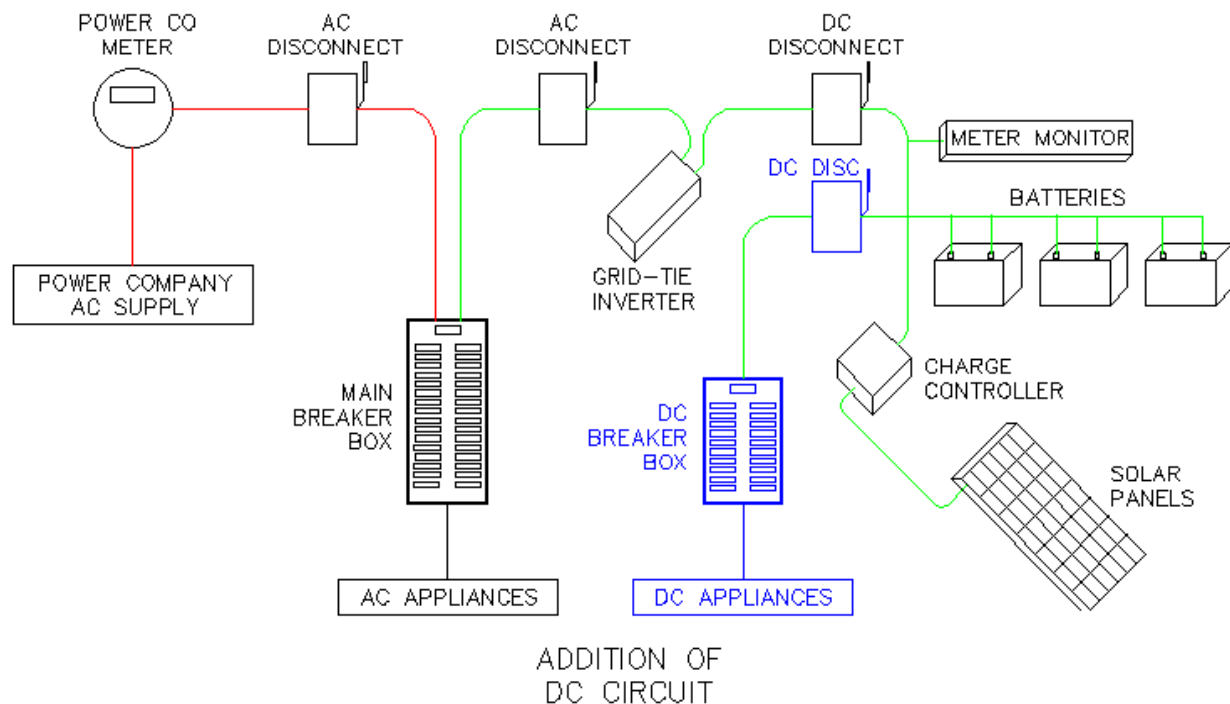 POWER CO
METER
AC
DISCONNECT
AC
DISCONNECT
DC
DISCONNECT
METER MONITOR
DC DISC
BATTERIES
POWER COMPANY
AC SUPPLY
GRID-TIE
INVERTER
CHARGE
CONTROLLER
MAIN
BREAKER
BOX
DC
BREAKER
BOX
SOLAR
PANELS
AC APPLIANCES
DC APPLIANCES
ADDITION OF
DC CIRCUIT